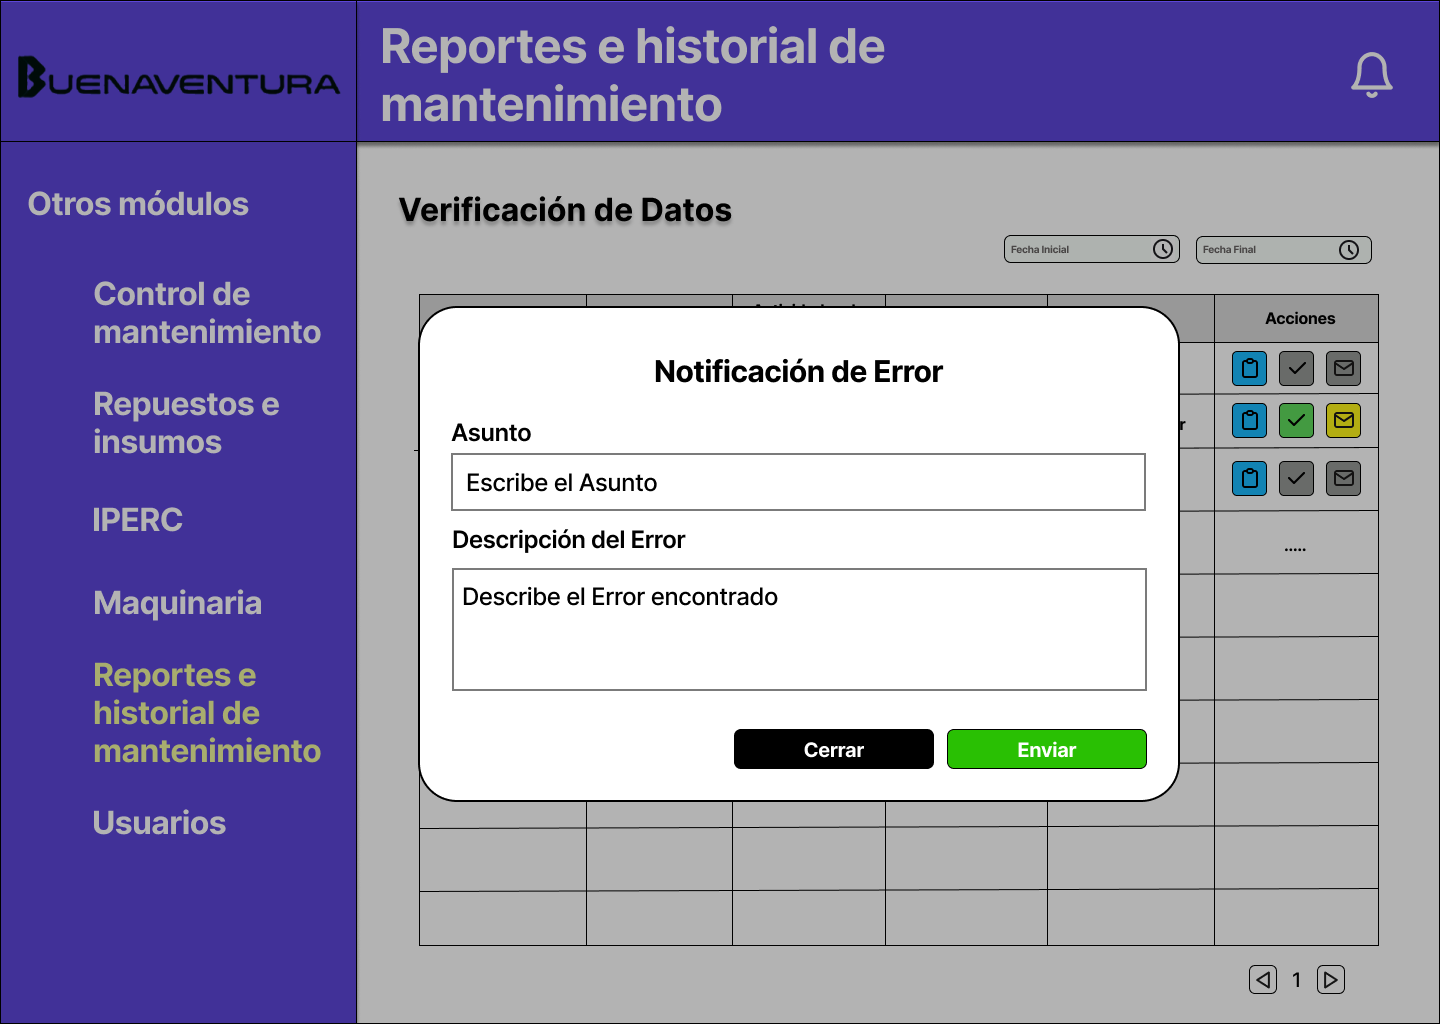 BUENAVENTURA
Reportes e historial de
mantenimiento
Otros módulos
Control de
mantenimiento
Repuestos e
insumos
IPERC
Maquinaria
Reportes e
historial de
mantenimiento
Usuarios
Verificación de Datos
Fecha Inicial
Fecha Final
Acciones
r
.....
Notificación de Error
Asunto
Escribe el Asunto
Descripción del Error
Describe el Error encontrado
Cerrar
Enviar
1